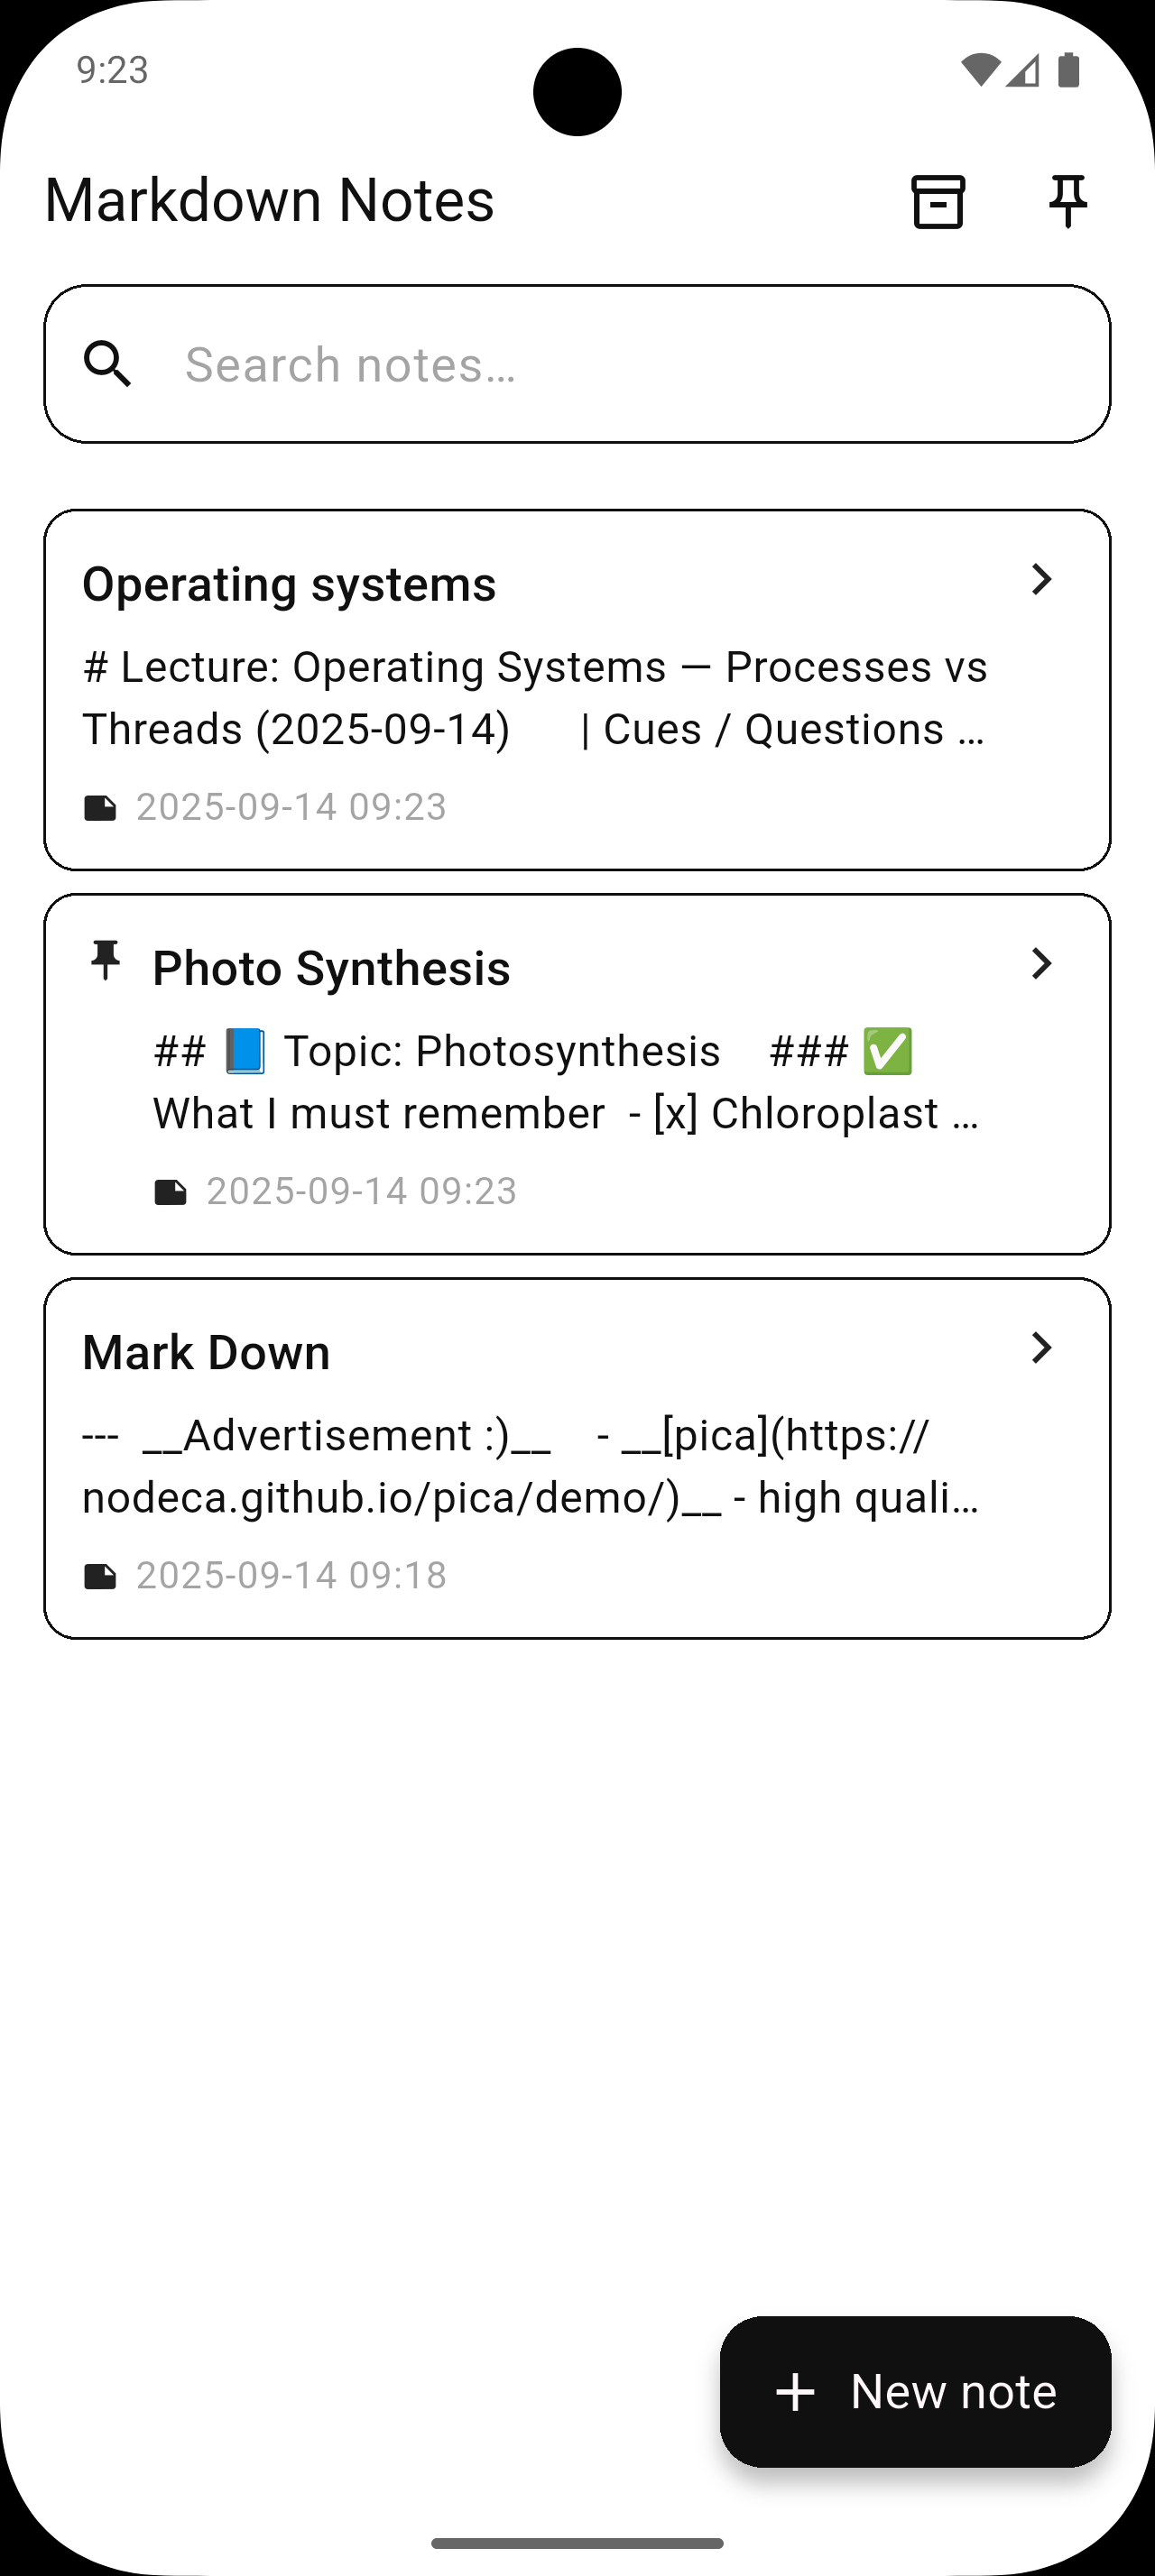 9:23
Markdown Notes
Search notes…
Operating systems
# Lecture: Operating Systems — Processes vs
Threads (2025-09-14) | Cues / Questions …
2025-09-14 09:23
Photo Synthesis
## 📘 Topic: Photosynthesis ### ✅
What I must remember - [x] Chloroplast …
2025-09-14 09:23
Mark Down
--- __Advertisement :)__ - __[pica](https://
nodeca.github.io/pica/demo/)__ - high quali…
2025-09-14 09:18
New note